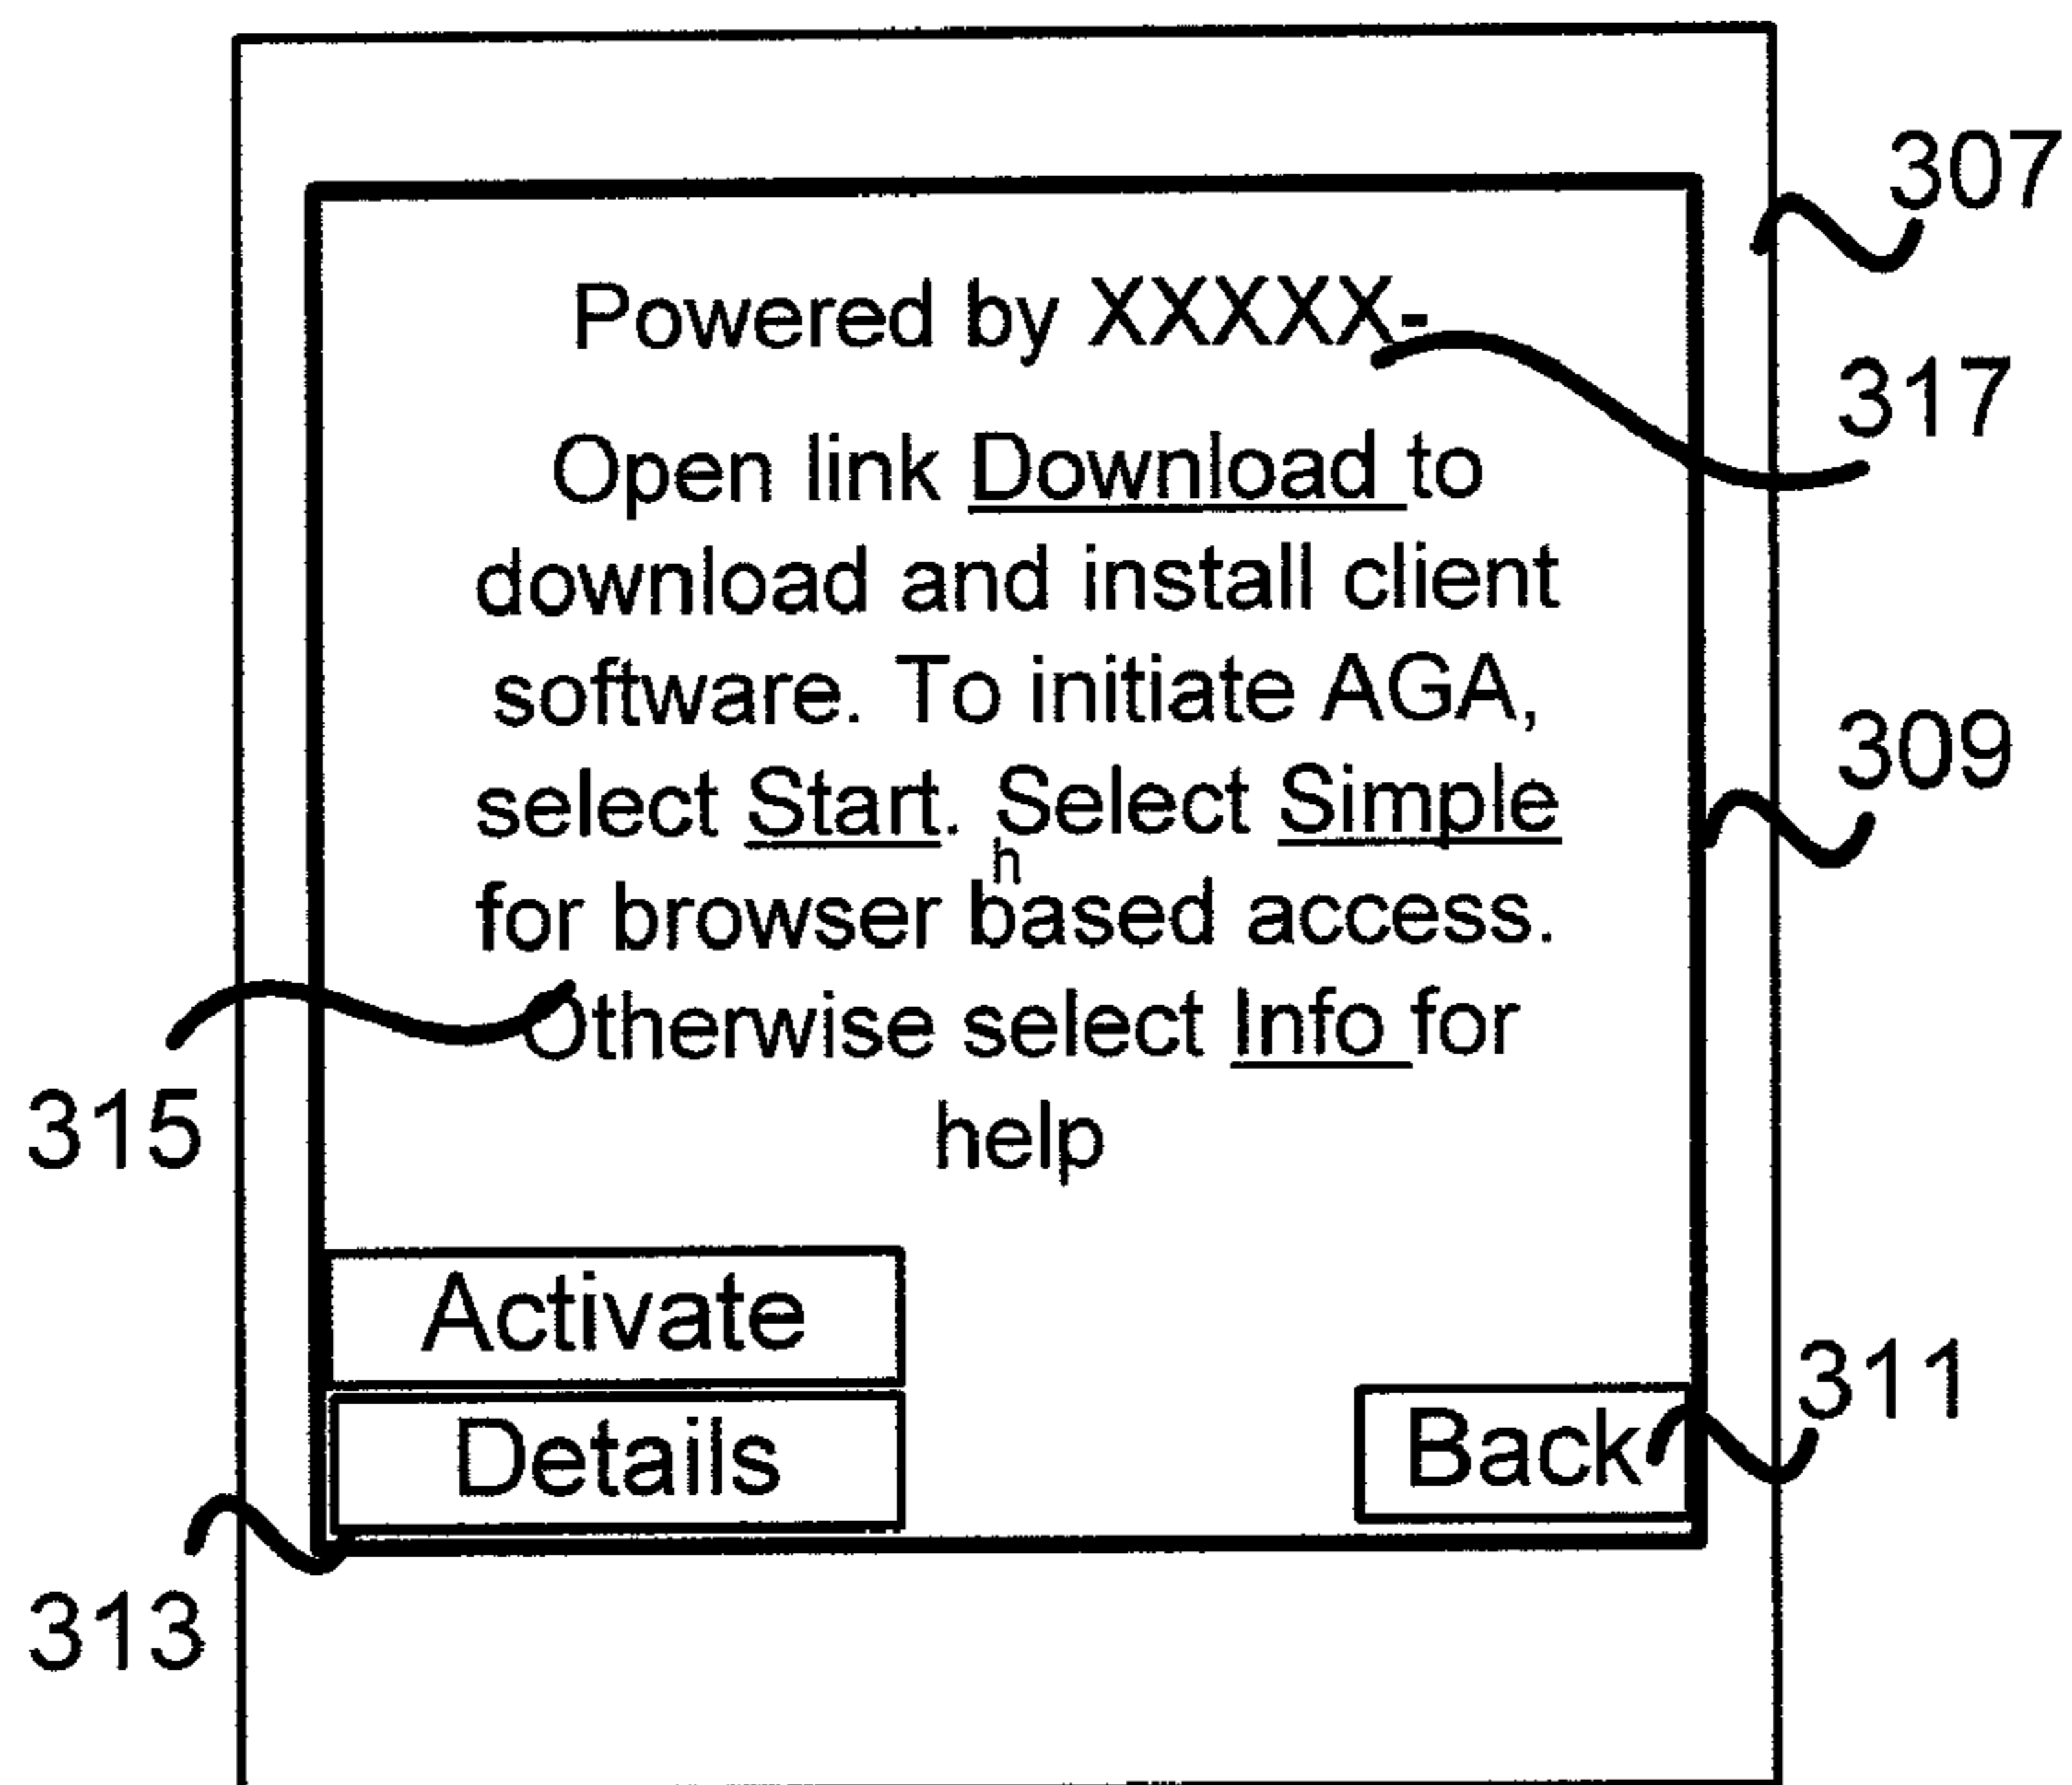 307
Powered by XXXXX-
317
Open link Download to
download and install client
software. To initiate AGA,
309
select Start. Select Simple
h
for browser based access.
Otherwise select Info for
315
help
Activate
311
Details
Back
313